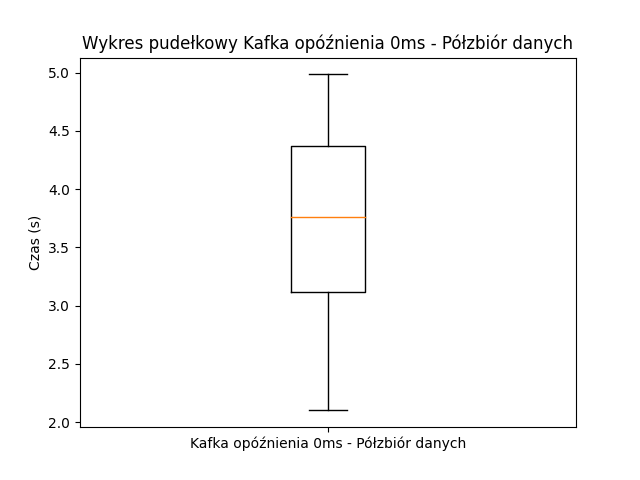 Wykres pudełkowy Kafka opóźnienia 0ms - Półzbiór danych
5.0
4.5
4.0
3.5
3.0
2.5
2.0
Czas (s)
Kafka opóźnienia 0ms - Półzbiór danych